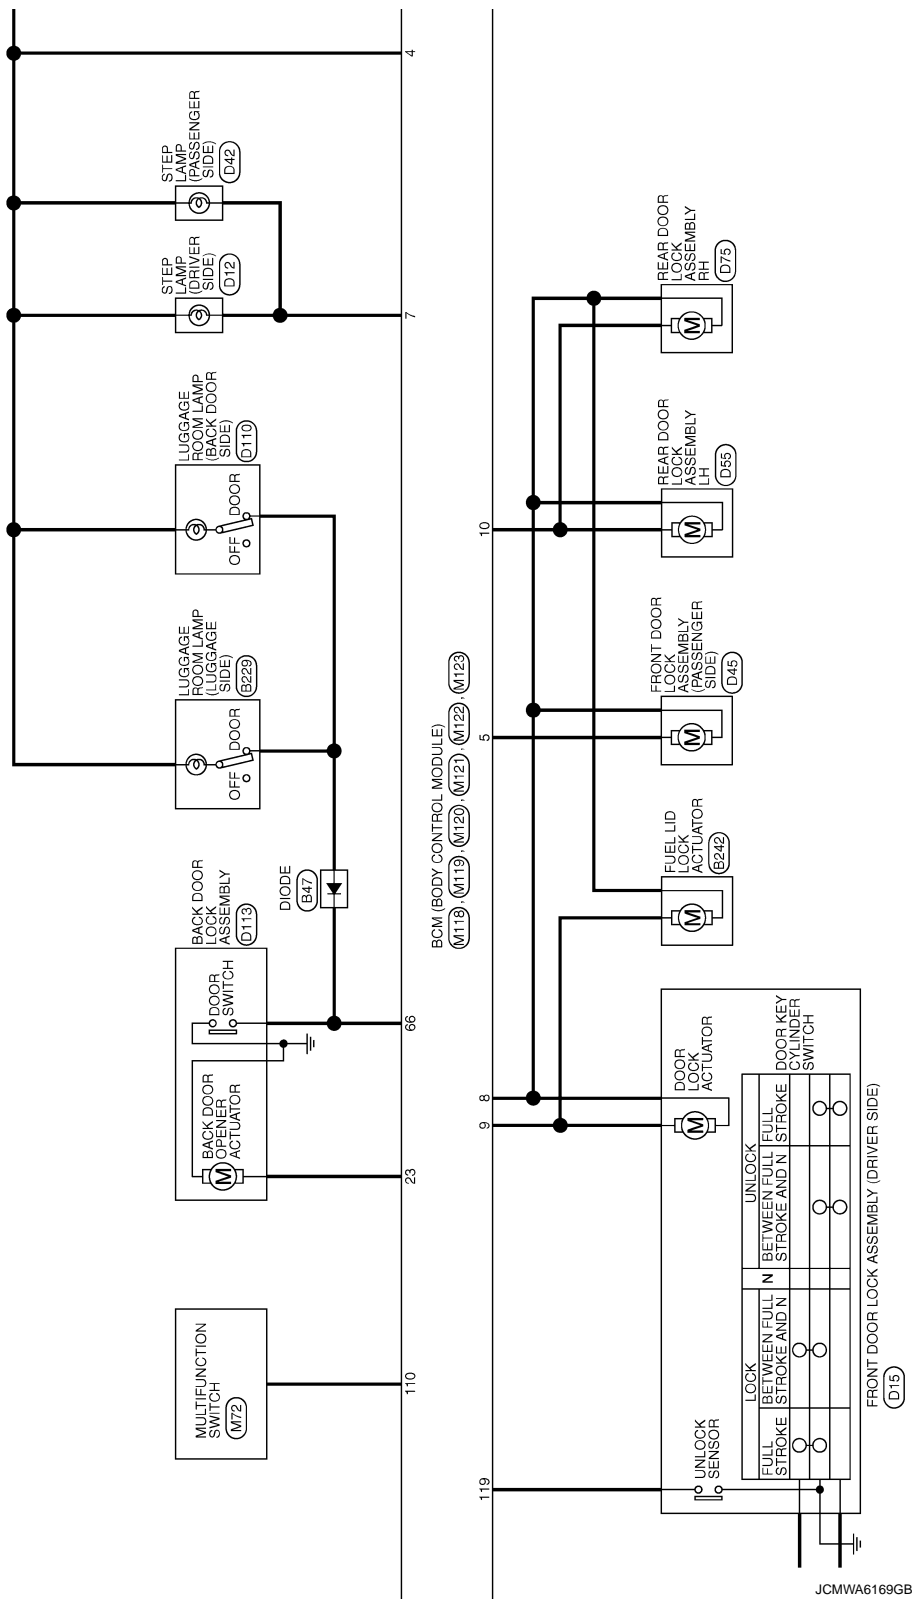 MULTIFUNCTION
SWITCH
M72
110
BACK DOOR
LOCK
ASSEMBLY
D113
BACK DOOR
OPENER
ACTUATOR
M
DOOR
SWITCH
23
66
DIODE
B47
LUGGAGE
ROOM LAMP
(LUGGAGE
SIDE)
B229
OFF
DOOR
LUGGAGE
ROOM LAMP
(BACK DOOR
SIDE)
D110
OFF
DOOR
STEP
LAMP
(DRIVER
SIDE)
D12
STEP
LAMP
(PASSENGER
SIDE)
D42
7
4
BCM (BODY CONTROL MODULE)
M118 , M119 , M120 , M121 , M122 , M123
119
9
8
5
10
UNLOCK
SENSOR
DOOR
LOCK
ACTUATOR
M
LOCK
N
UNLOCK
FULL
STROKE
BETWEEN FULL
STROKE AND N
BETWEEN FULL
STROKE AND N
FULL
STROKE
DOOR KEY
CYLINDER
SWITCH
FRONT DOOR LOCK ASSEMBLY (DRIVER SIDE)
D15
FUEL LID
LOCK
ACTUATOR
B242
M
FRONT DOOR
LOCK
ASSEMBLY
(PASSENGER
SIDE)
D45
M
REAR DOOR
LOCK
ASSEMBLY
LH
D55
M
REAR DOOR
LOCK
ASSEMBLY
RH
D75
M
JCMWA6169GB